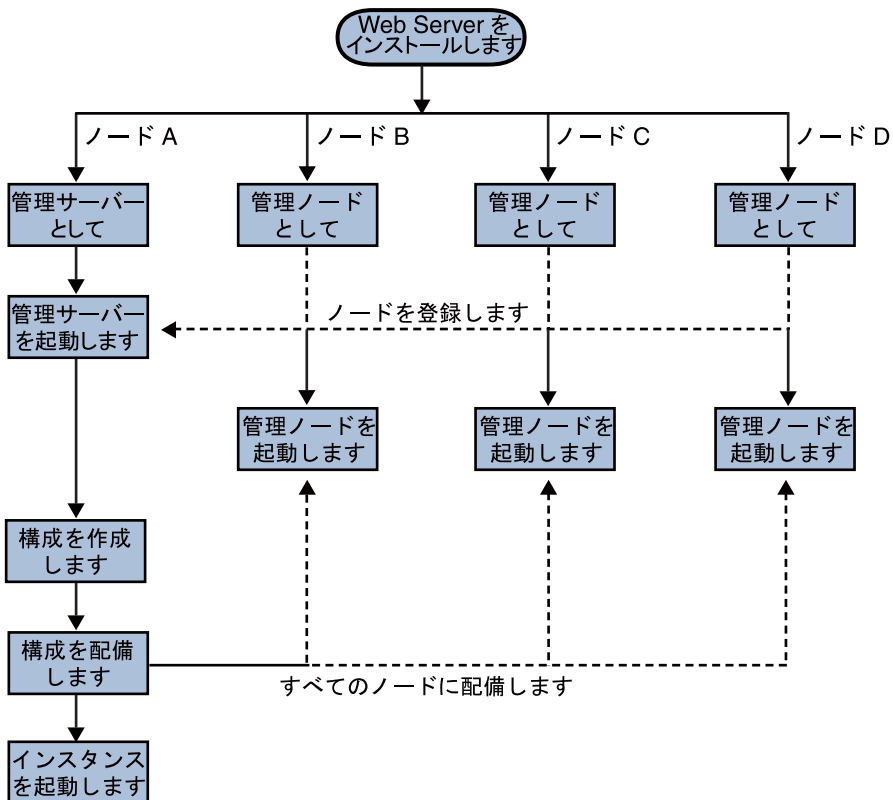 Web Server を
インストールします
ノード A
ノード B
ノード C
ノード D
管理サーバー
として
管理ノード
として
管理ノード
として
管理ノード
として
管理サーバー
を起動します
ノードを登録します
管理ノードを
起動します
管理ノードを
起動します
管理ノードを
起動します
構成を作成
します
構成を配備
します
すべてのノードに配備します
インスタンス
を起動します